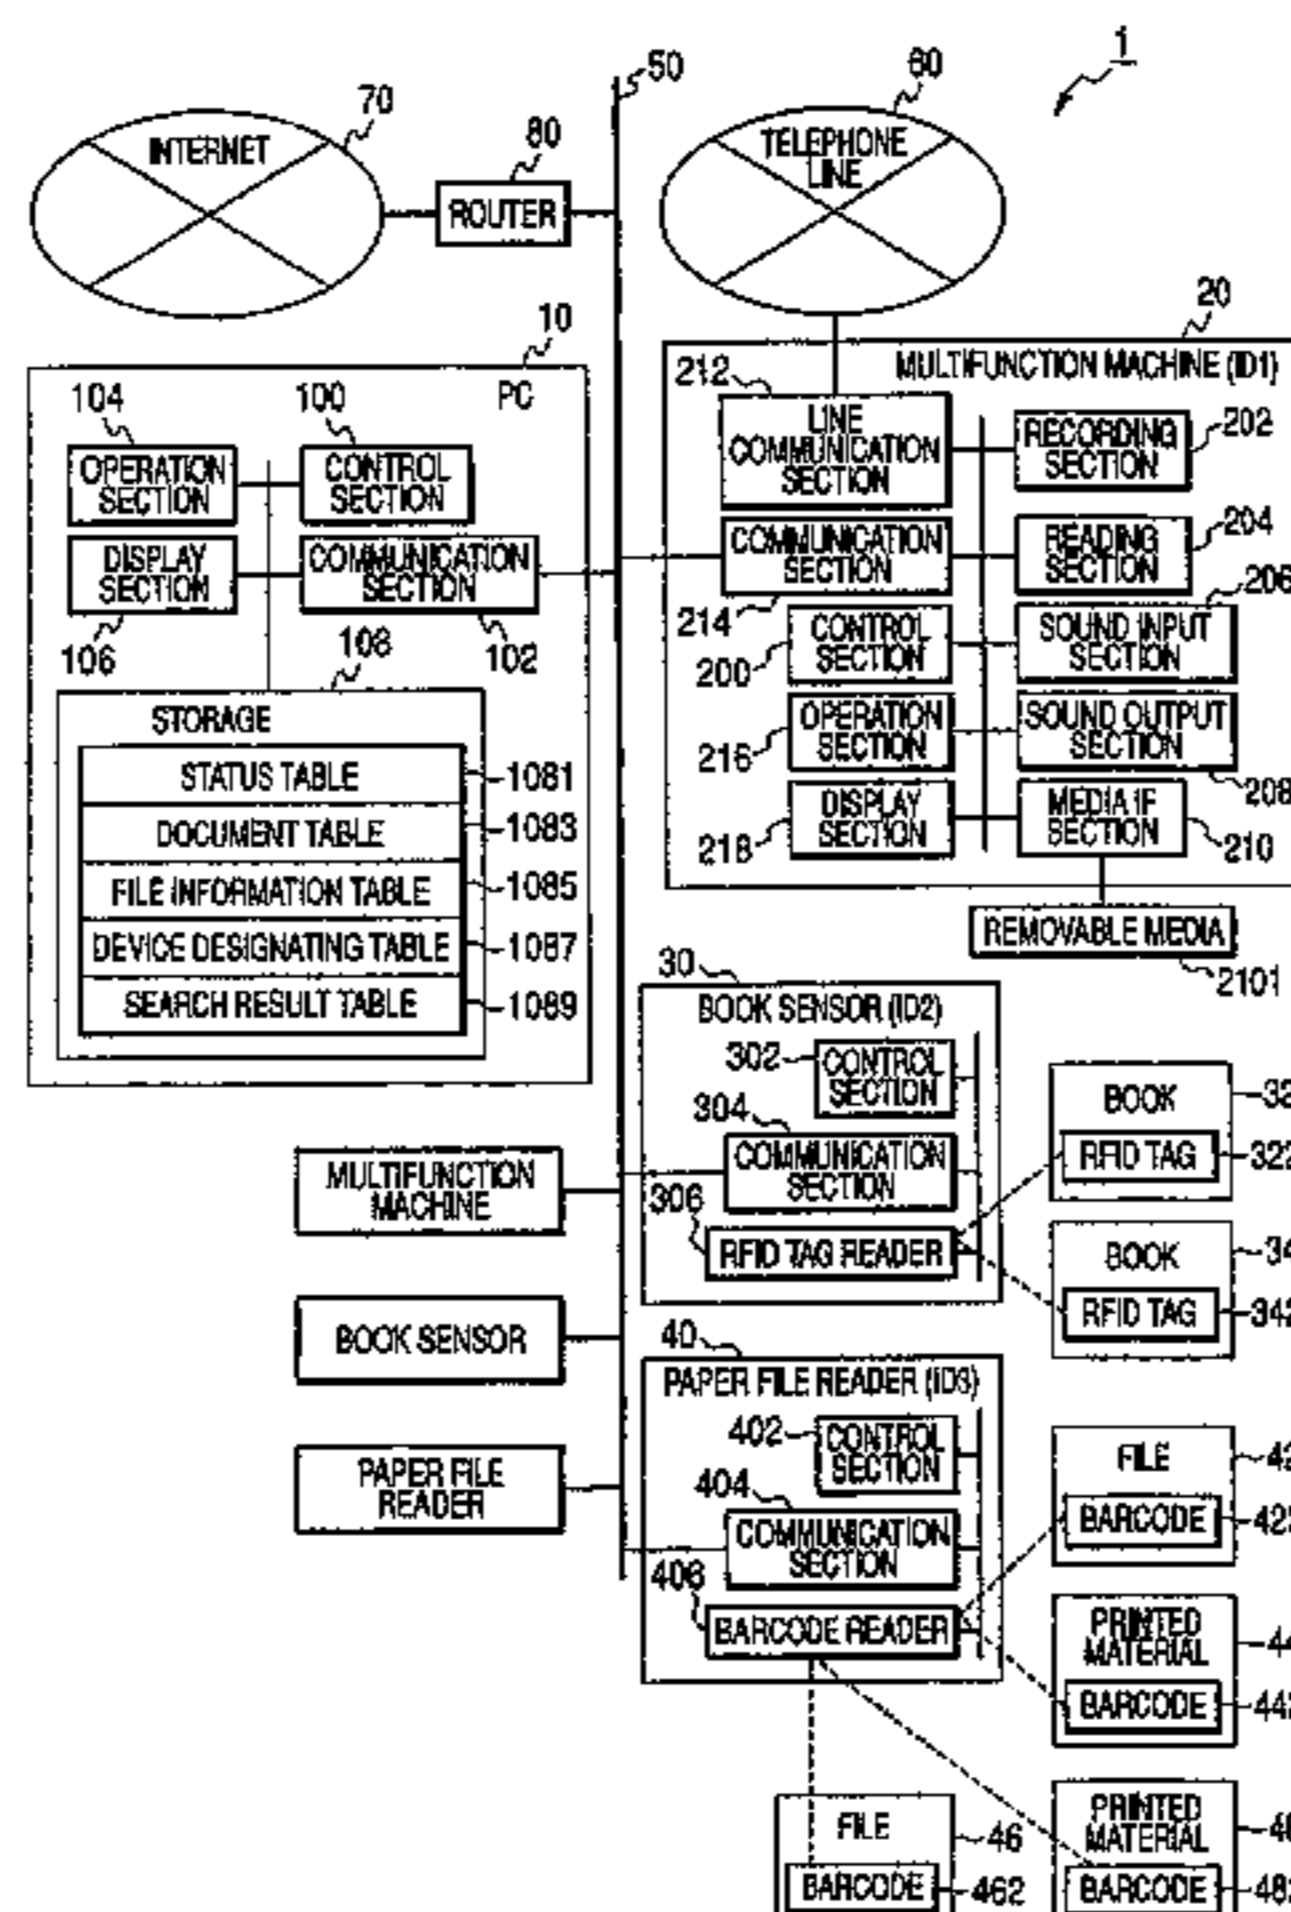 1
50
60
70
INTERNET
80
ROUTER
TELEPHONE
LINE
20
10
PC
MULTIFUNCTION MACHINE (ID1)
104
100
OPERATION
SECTION
CONTROL
SECTION
DISPLAY
SECTION
COMMUNICATION
SECTION
106
108
102
STORAGE
STATUS TABLE
1081
DOCUMENT TABLE
1083
FILE INFORMATION TABLE
1085
DEVICE DESIGNATING TABLE
1087
SEARCH RESULT TABLE
1089
212
LINE
COMMUNICATION
SECTION
RECORDING
SECTION
202
COMMUNICATION
SECTION
READING
SECTION
204
214
206
200
CONTROL
SECTION
SOUND INPUT
SECTION
216
OPERATION
SECTION
SOUND OUTPUT
SECTION
208
218
DISPLAY
SECTION
MEDIA IF
SECTION
210
REMOVABLE MEDIA
2101
30
BOOK SENSOR (ID2)
302
CONTROL
SECTION
304
COMMUNICATION
SECTION
306
RFID TAG READER
BOOK
RFID TAG
BOOK
RFID TAG
MULTIFUNCTION
MACHINE
BOOK SENSOR
PAPER FILE
READER
40
PAPER FILE READER (ID3)
402
CONTROL
SECTION
404
COMMUNICATION
SECTION
406
BARCODE READER
FILE
BARCODE
PRINTED
MATERIAL
BARCODE
FILE
46
BARCODE
462
PRINTED
MATERIAL
BARCODE